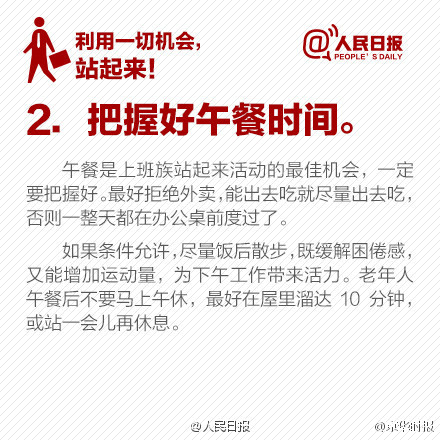 利用一切机会，
站起来！
@人民日报
PEOPLE'S DAILY
2. 把握好午餐时间。
午餐是上班族站起来活动的最佳机会，一定
要把握好。最好拒绝外卖，能出去吃就尽量出去吃，
否则一整天都在办公桌前度过了。
如果条件允许，尽量饭后散步，既缓解困倦感，
又能增加运动量，为下午工作带来活力。老年人
午餐后不要马上午休，最好在屋里溜达 10 分钟，
或站一会儿再休息。
@人民日报
@京华时报